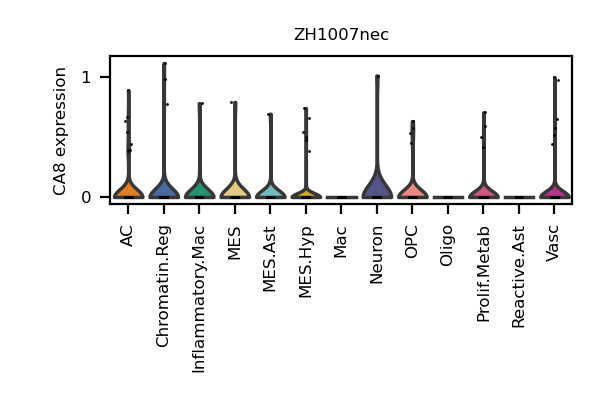 ZH1007nec
CA8 expression
1
0
AC
Chromatin.Reg
Inflammatory.Mac
MES
MES.Ast
MES.Hyp
Mac
Neuron
OPC
Oligo
Prolif.Metab
Reactive.Ast
Vasc